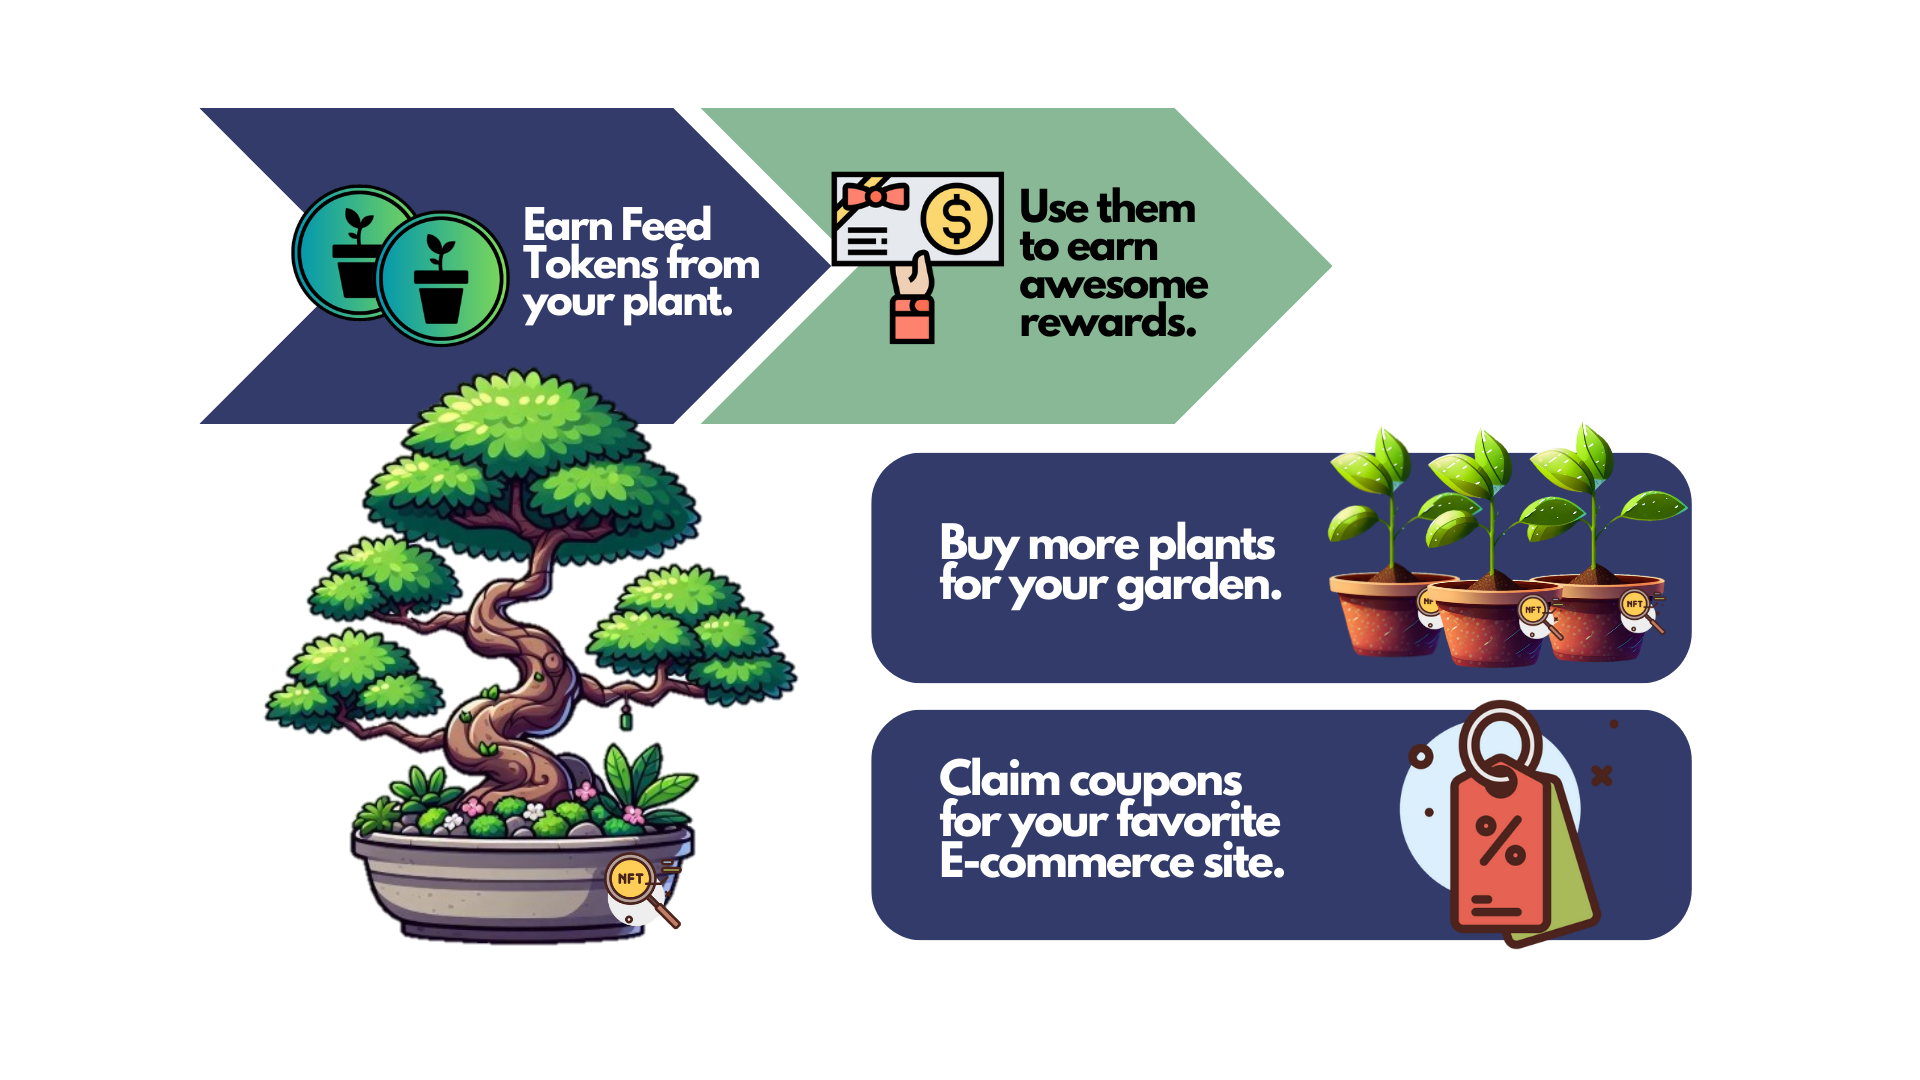 Earn Feed
Tokens from
your plant.
$
Use them
to earn
awesome
rewards.
Buy more plants
for your garden.
NFT
NFT
Claim coupons
for your favorite
E-commerce site.
%
NFT